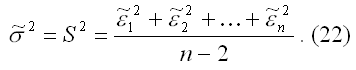 σ̃² = S² = (ε̃₁² + ε̃₂² + ... + ε̃ₙ²) / (n − 2) . (22)